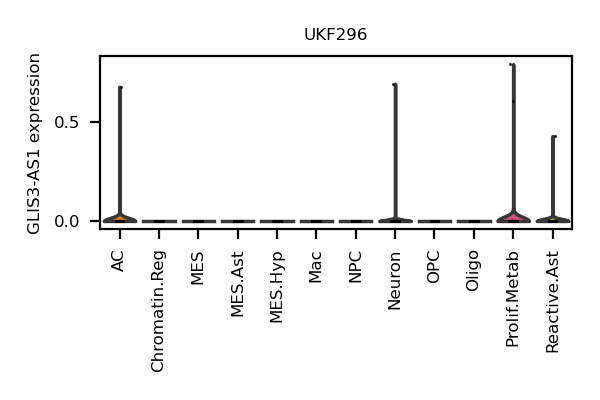 UKF296
GLIS3-AS1 expression
0.5
0.0
AC
Chromatin.Reg
MES
MES.Ast
MES.Hyp
Mac
NPC
Neuron
OPC
Oligo
Prolif.Metab
Reactive.Ast